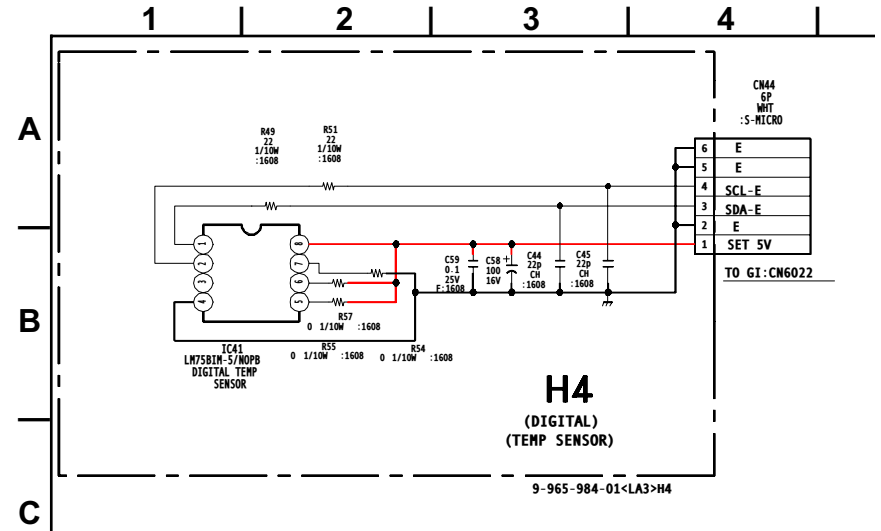 1 2 3 4
A
B
C
CN44
6P
WHT
:S-MICRO
R49
22
1/10W
:1608
R51
22
1/10W
:1608
6 E
5 E
4 SCL-E
3 SDA-E
2 E
1 SET 5V
TO GI:CN6022
1
2
3
4
8
7
6
5
C59
0.1
25V
F:1608
+
C58
100
16V
C44
22p
CH
:1608
C45
22p
CH
:1608
R57
0 1/10W :1608
IC41
LM75BIM-5/NOPB
DIGITAL TEMP
SENSOR
R55
0 1/10W :1608
R54
0 1/10W :1608
H4
(DIGITAL)
(TEMP SENSOR)
9-965-984-01<LA3>H4